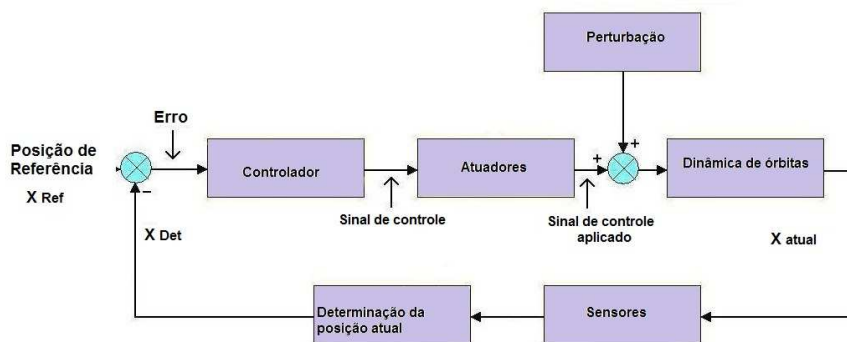 Perturbação
Erro
Posição de
Referência
X Ref
Controlador
Atuadores
+
+
Dinâmica de órbitas
−
X Det
Sinal de controle
Sinal de controle
aplicado
X atual
Determinação da
posição atual
Sensores